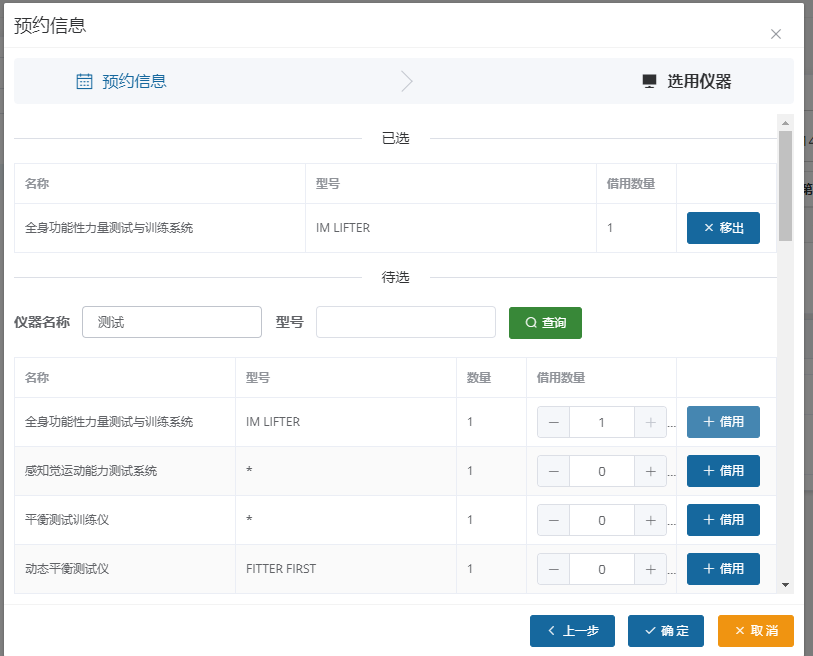 预约信息
预约信息 选用仪器
已选
名称 型号 借用数量
全身功能性力量测试与训练系统 IM LIFTER 1 移出
待选
仪器名称 测试 型号 查询
名称 型号 数量 借用数量
全身功能性力量测试与训练系统 IM LIFTER 1 1 ... 借用
感知觉运动能力测试系统 * 1 0 ... 借用
平衡测试训练仪 * 1 0 ... 借用
动态平衡测试仪 FITTER FIRST 1 0 ... 借用
上一步 确定 取消